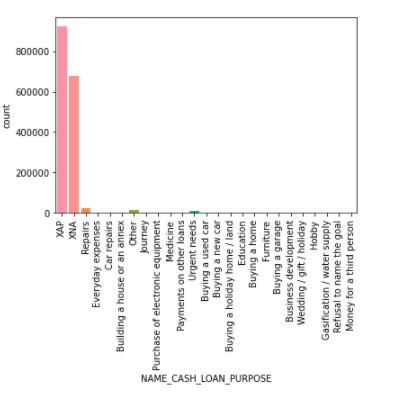 800000
600000
400000
200000
0
count
XAP
XNA
Repairs
Everyday expenses
Car repairs
Building a house or an annex
Other
Journey
Purchase of electronic equipment
Medicine
Payments on other loans
Urgent needs
Buying a used car
Buying a new car
Buying a holiday home / land
Education
Buying a home
Furniture
Buying a garage
Business development
Wedding / gift / holiday
Hobby
Gasification / water supply
Refusal to name the goal
Money for a third person
NAME_CASH_LOAN_PURPOSE